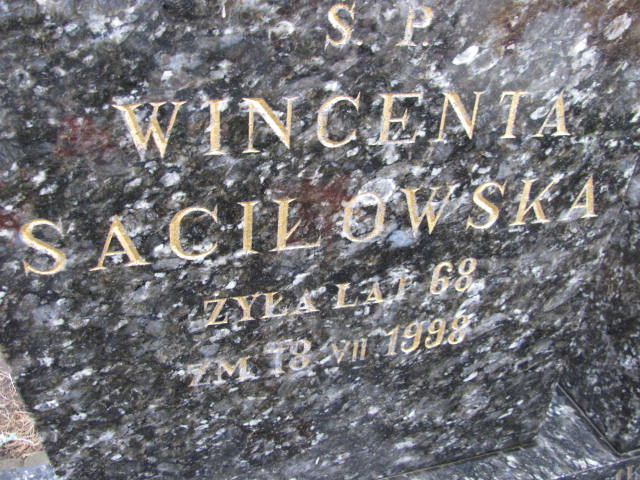 Ś. P.
WINCENTA
SACIŁOWSKA
ŻYŁA LAT 68
ZM 18 VII 1998